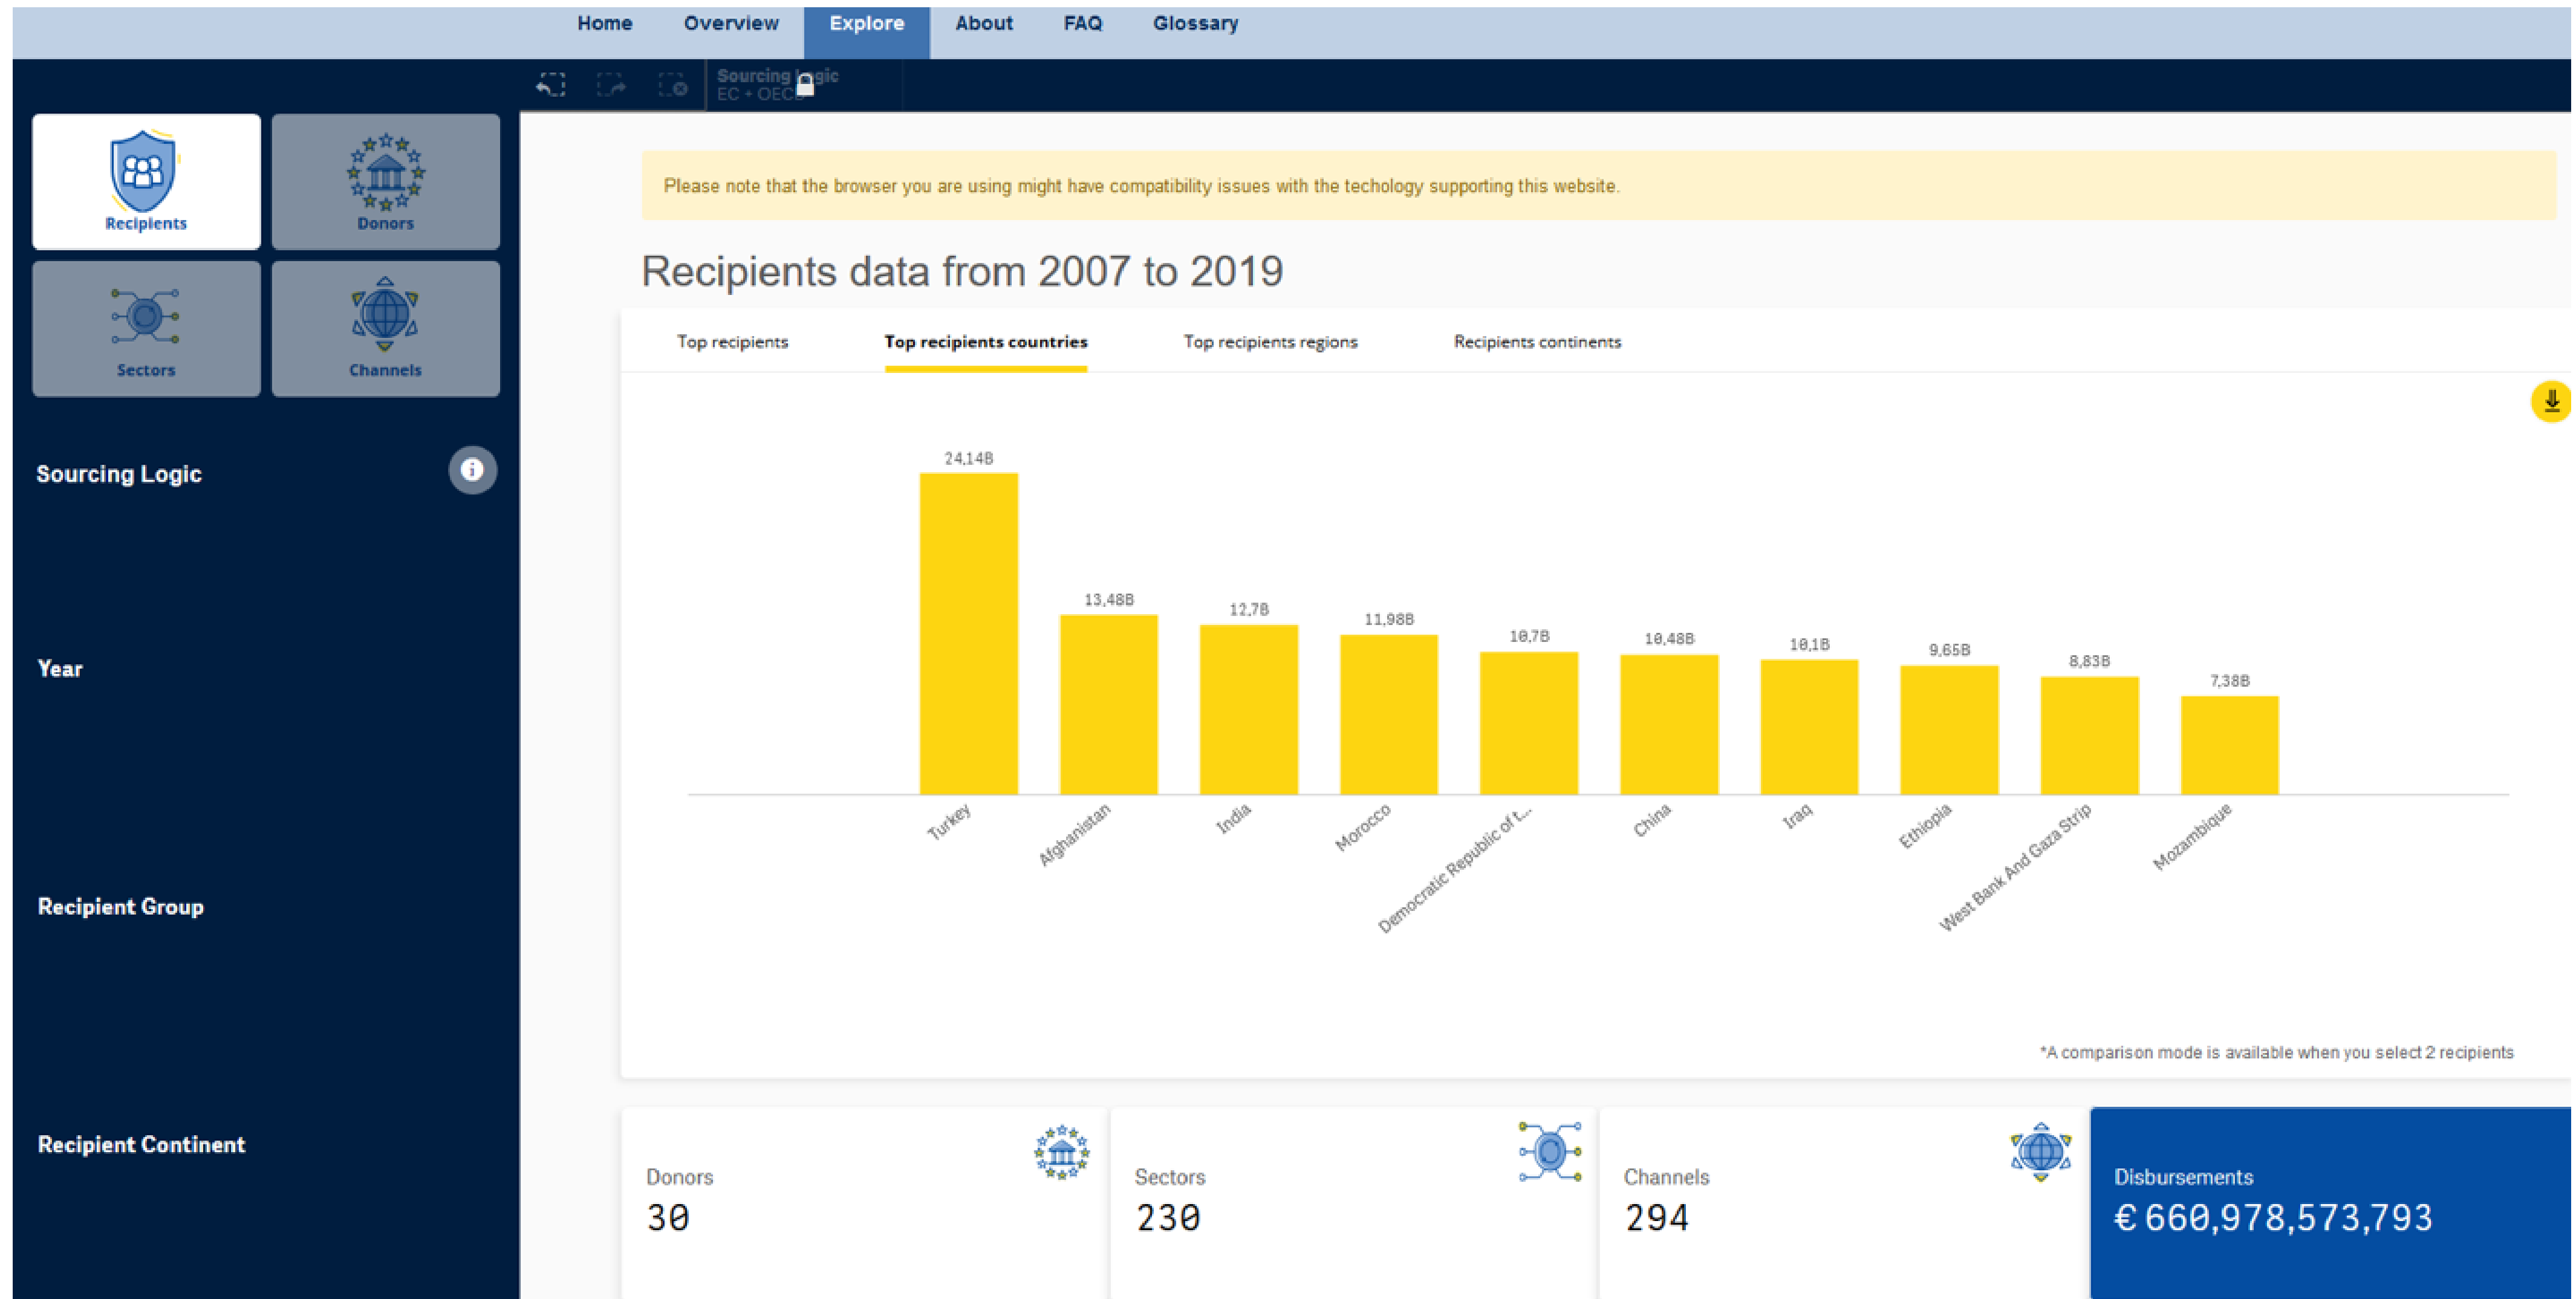 Home Overview Explore About FAQ Glossary
Sourcing Logic
EC + OECD
Recipients
Donors
Sectors
Channels
Sourcing Logic
i
Year
Recipient Group
Recipient Continent
Please note that the browser you are using might have compatibility issues with the techology supporting this website.
Recipients data from 2007 to 2019
Top recipients Top recipients countries Top recipients regions Recipients continents
24,14B
13,48B
12,7B
11,98B
10,7B
10,48B
10,1B
9,65B
8,83B
7,38B
Turkey
Afghanistan
India
Morocco
Democratic Republic of t...
China
Iraq
Ethiopia
West Bank And Gaza Strip
Mozambique
*A comparison mode is available when you select 2 recipients
Donors
30
Sectors
230
Channels
294
Disbursements
€ 660,978,573,793